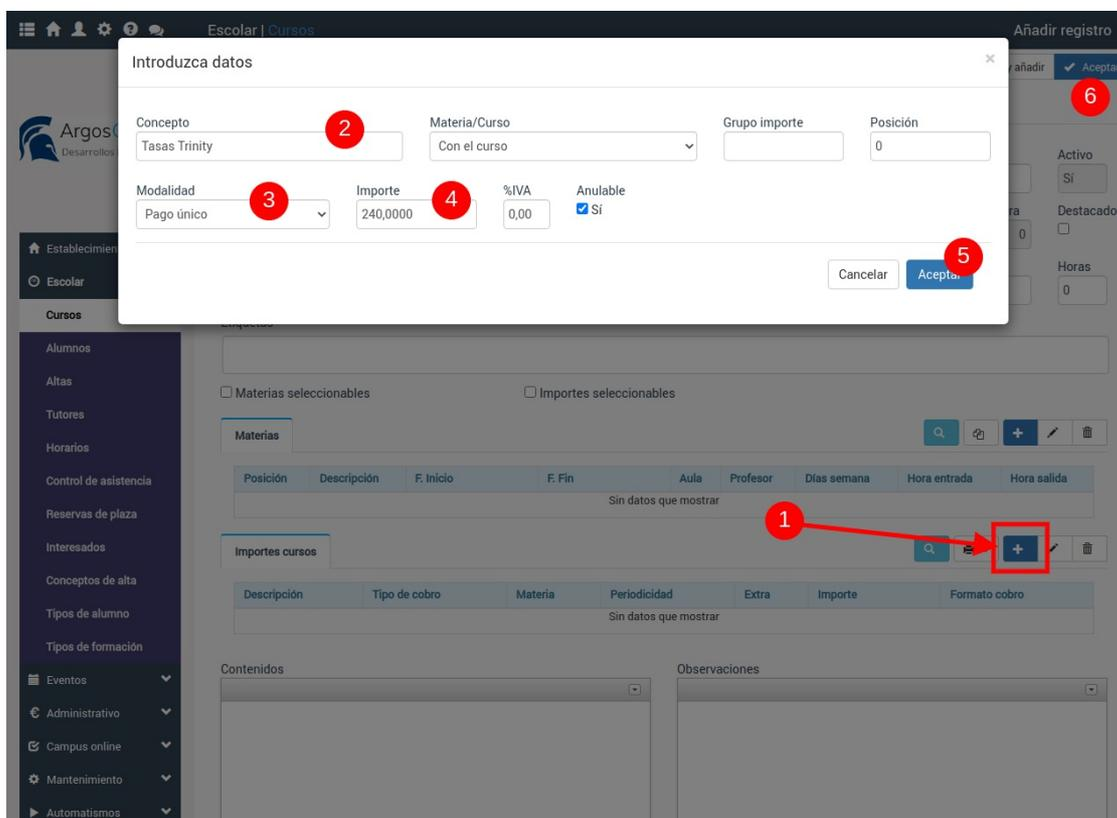 Escolar | Cursos
Añadir registro
Introduzca datos
×
y añadir
Acepta
6
Concepto
2
Materia/Curso
Grupo importe
Posición
Tasas Trinity
Con el curso
0
Argos
Desarrollos
Activo
Sí
Modalidad
3
Importe
4
%IVA
Anulable
Pago único
240,0000
0,00
Sí
ra
Destacado
0
5
Cancelar
Aceptar
Horas
0
Establecimien
Escolar
Cursos
Alumnos
Altas
Tutores
Horarios
Control de asistencia
Reservas de plaza
Interesados
Conceptos de alta
Tipos de alumno
Tipos de formación
Eventos
Administrativo
Campus online
Mantenimiento
Automatismos
Etiquetas
Materias seleccionables
Importes seleccionables
Materias
Posición Descripción F. Inicio F. Fin Aula Profesor Días semana Hora entrada Hora salida
Sin datos que mostrar
1
Importes cursos
Descripción Tipo de cobro Materia Periodicidad Extra Importe Formato cobro
Sin datos que mostrar
Contenidos
Observaciones